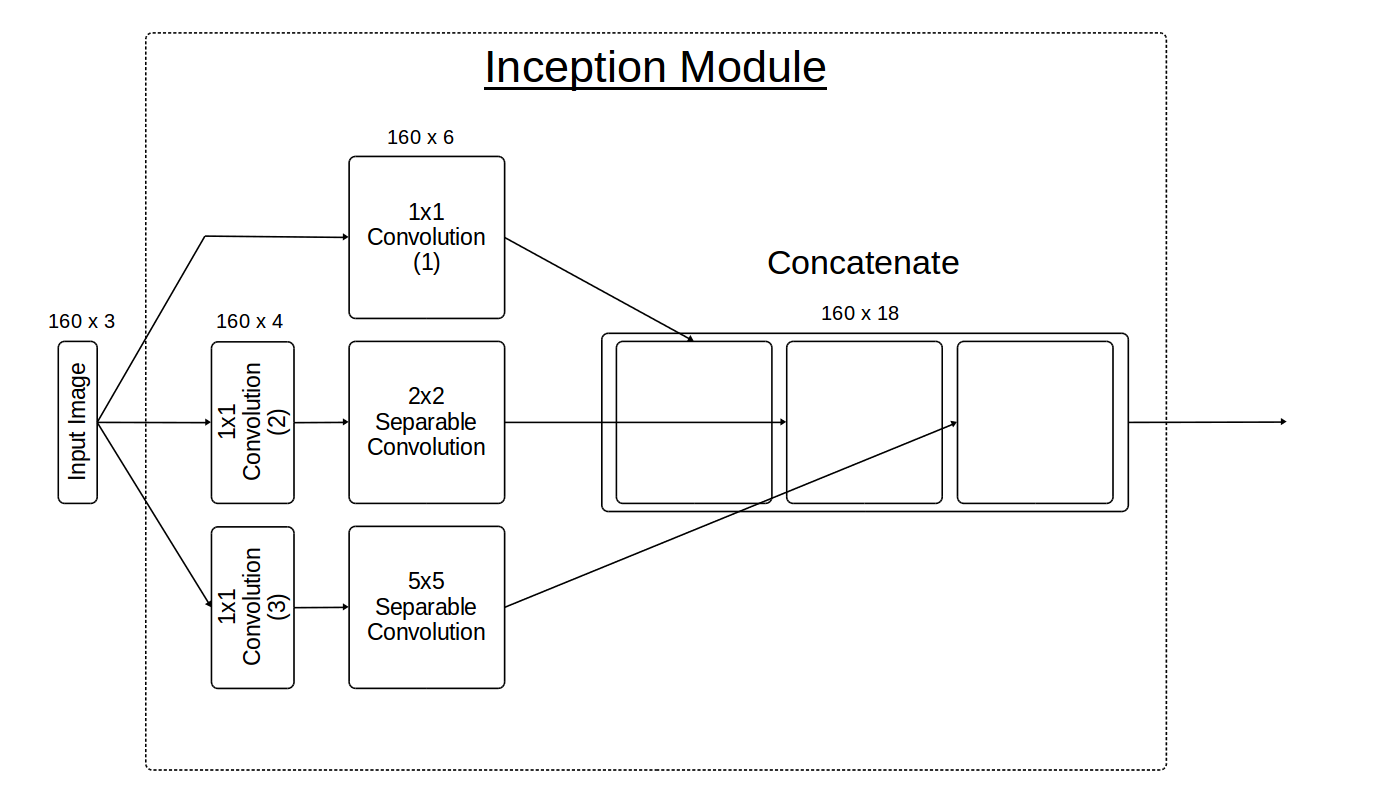 Inception Module
160 x 6
1x1
Convolution
(1)
Concatenate
160 x 18
160 x 3
Input Image
160 x 4
1x1
Convolution
(2)
2x2
Separable
Convolution
1x1
Convolution
(3)
5x5
Separable
Convolution